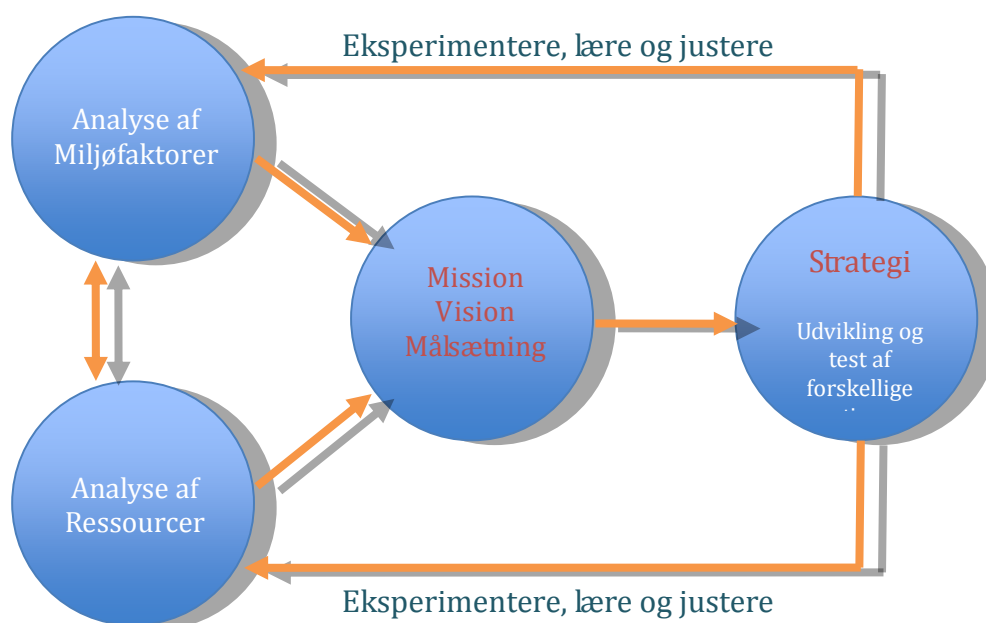 Eksperimentere, lære og justere
Analyse af
Miljøfaktorer
Mission
Vision
Målsætning
Strategi
Udvikling og
test af
forskellige
Analyse af
Ressourcer
Eksperimentere, lære og justere